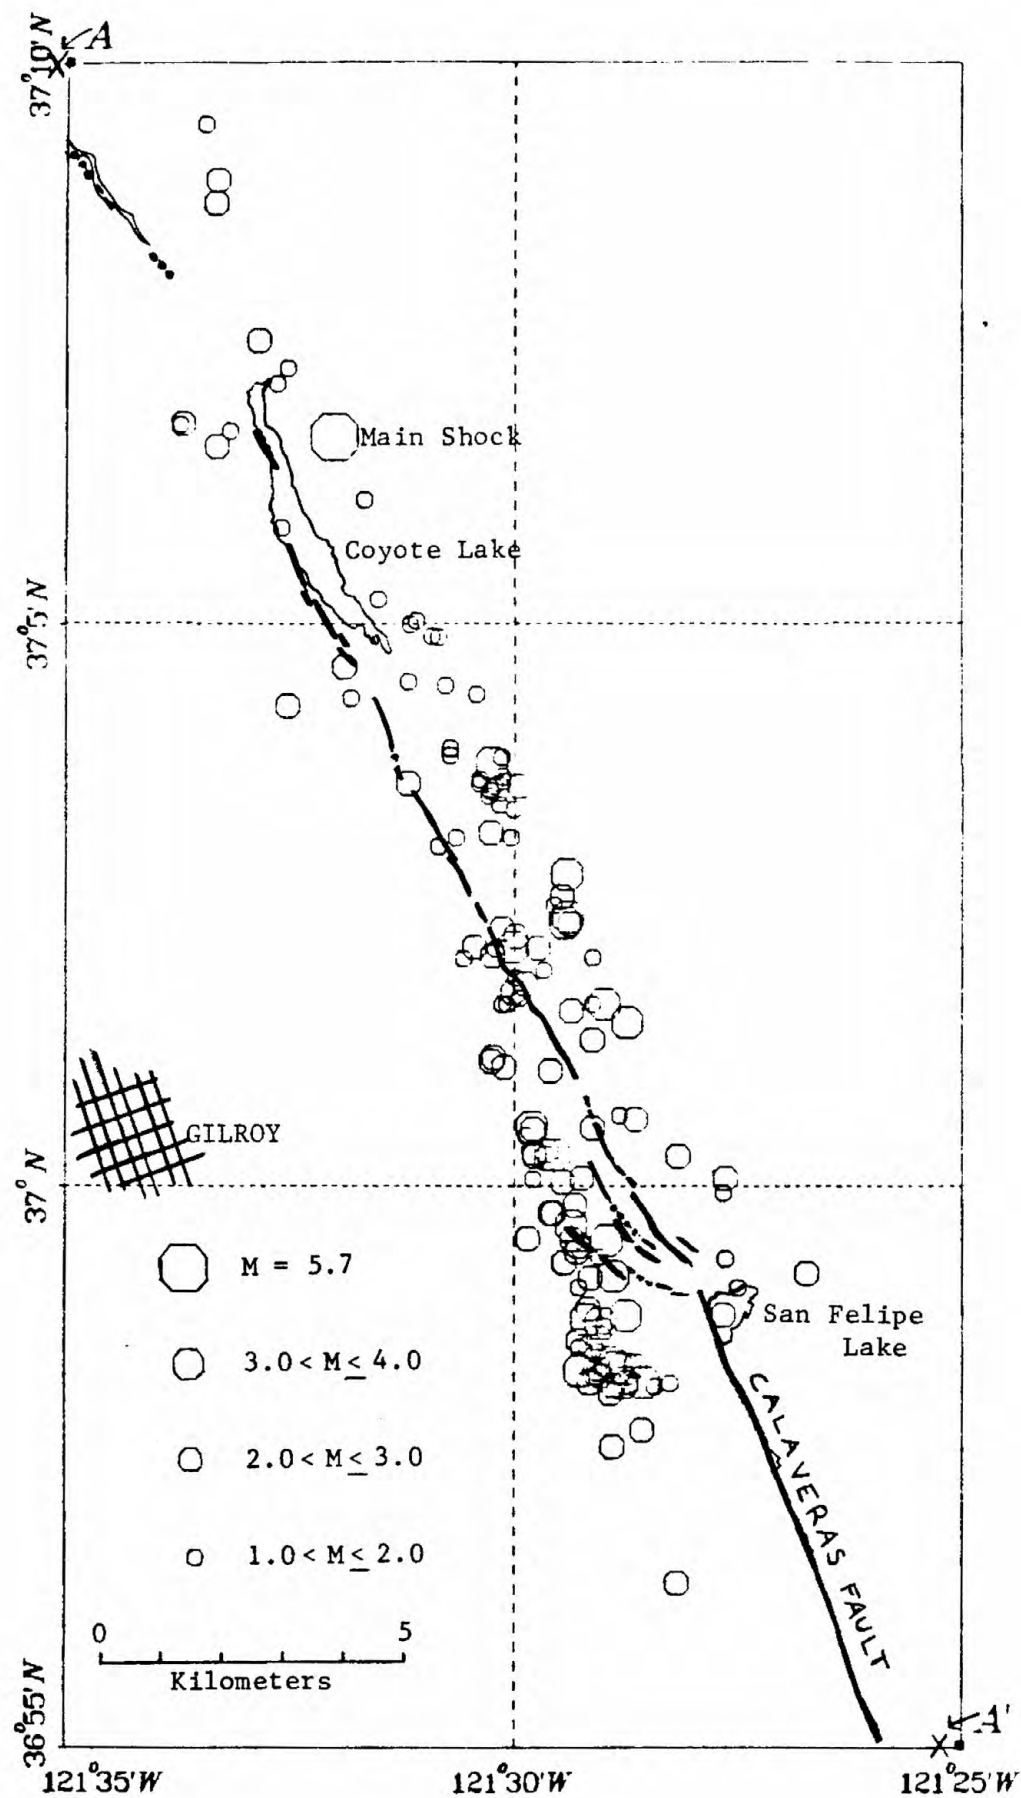 A
37°10'N
Main Shock
Coyote Lake
37°5'N
GILROY
37°N
M = 5.7
San Felipe
Lake
3.0 < M ≤ 4.0
CALAVERAS FAULT
2.0 < M ≤ 3.0
1.0 < M ≤ 2.0
0 5
Kilometers
36°55'N
A'
121°35'W 121°30'W 121°25'W